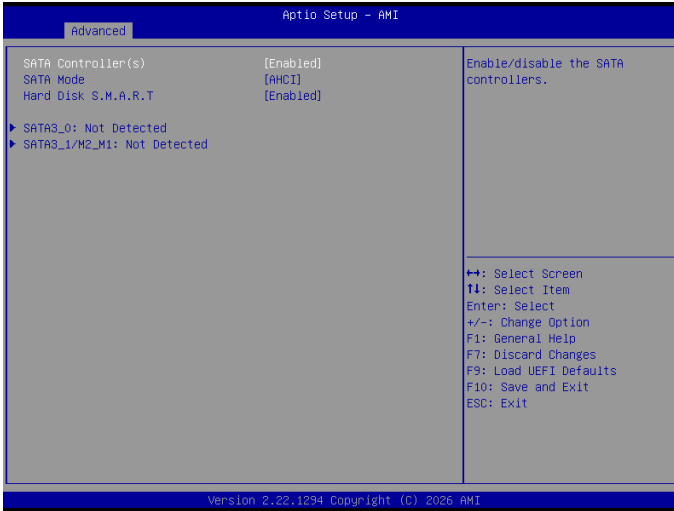 Aptio Setup – AMI
Advanced
SATA Controller(s) [Enabled]
SATA Mode [AHCI]
Hard Disk S.M.A.R.T [Enabled]
SATA3_0: Not Detected
SATA3_1/M2_M1: Not Detected
Enable/disable the SATA
controllers.
↔: Select Screen
↑↓: Select Item
Enter: Select
+/-: Change Option
F1: General Help
F7: Discard Changes
F9: Load UEFI Defaults
F10: Save and Exit
ESC: Exit
Version 2.22.1294 Copyright (C) 2026 AMI